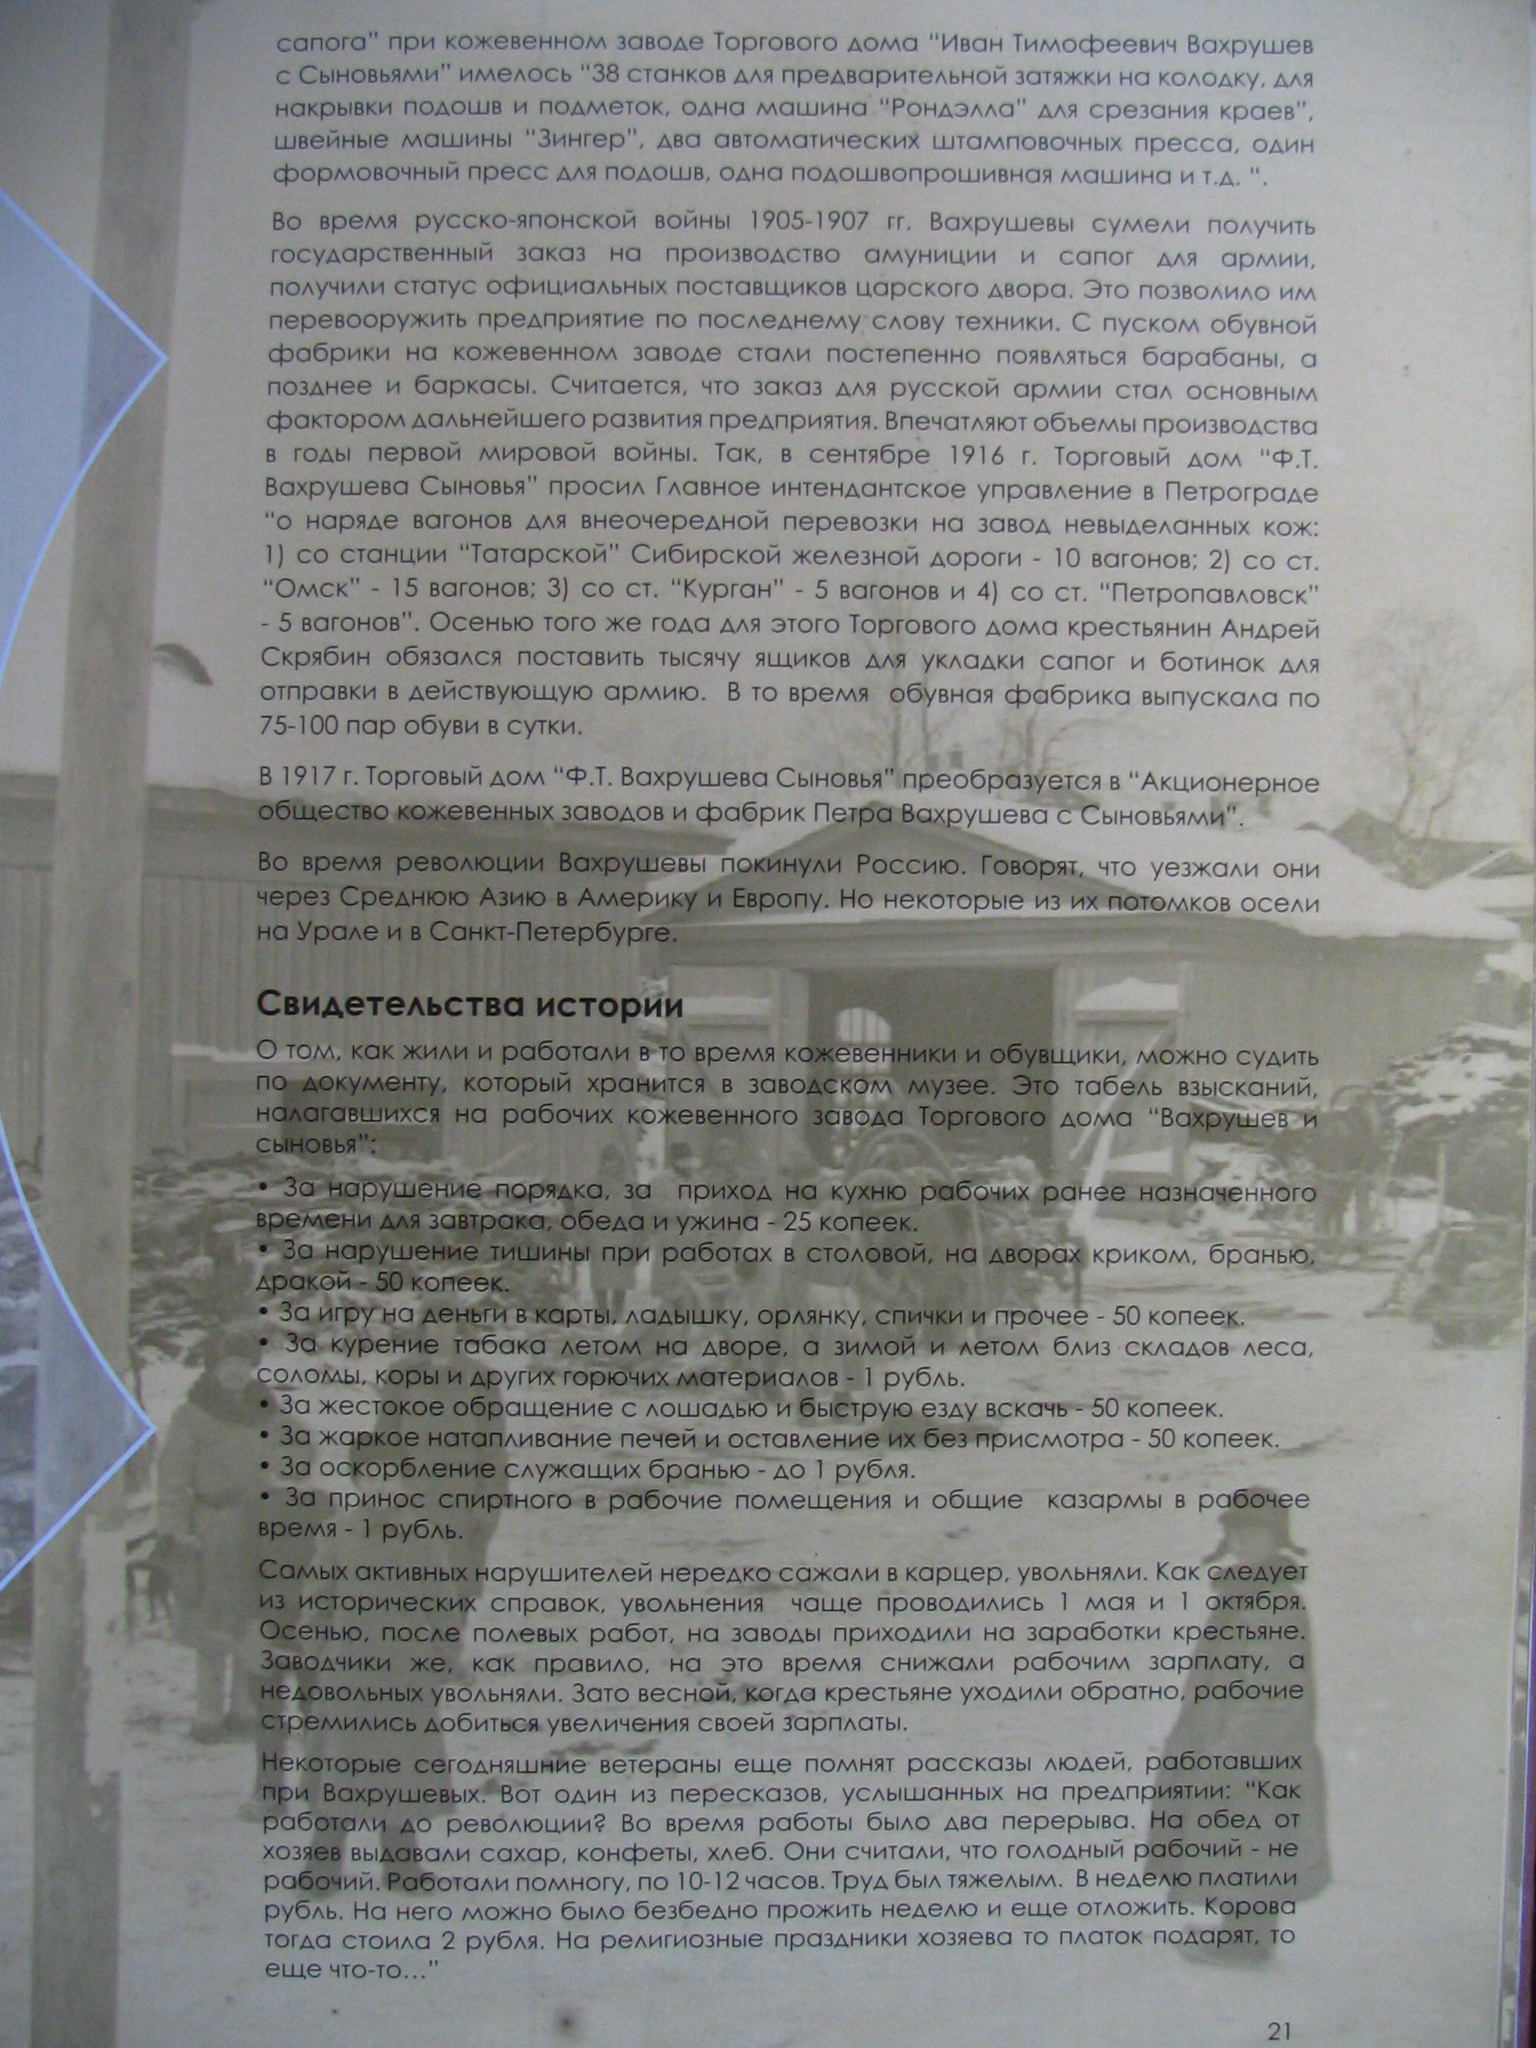 сапога” при кожевенном заводе Торгового дома “Иван Тимофеевич Вахрушев
с Сыновьями” имелось “38 станков для предварительной затяжки на колодку, для
накрывки подошв и подметок, одна машина “Рондэлла” для срезания краев”,
швейные машины “Зингер”, два автоматических штамповочных пресса, один
формовочный пресс для подошв, одна подошвопрошивная машина и т.д. “.
Во время русско-японской войны 1905-1907 гг. Вахрушевы сумели получить
государственный заказ на производство амуниции и сапог для армии,
получили статус официальных поставщиков царского двора. Это позволило им
перевооружить предприятие по последнему слову техники. С пуском обувной
фабрики на кожевенном заводе стали постепенно появляться барабаны, а
позднее и баркасы. Считается, что заказ для русской армии стал основным
фактором дальнейшего развития предприятия. Впечатляют объемы производства
в годы первой мировой войны. Так, в сентябре 1916 г. Торговый дом “Ф.Т.
Вахрушева Сыновья” просил Главное интендантское управление в Петрограде
“о наряде вагонов для внеочередной перевозки на завод невыделанных кож:
1) со станции “Татарской” Сибирской железной дороги - 10 вагонов; 2) со ст.
“Омск” - 15 вагонов; 3) со ст. “Курган” - 5 вагонов и 4) со ст. “Петропавловск”
- 5 вагонов”. Осенью того же года для этого Торгового дома крестьянин Андрей
Скрябин обязался поставить тысячу ящиков для укладки сапог и ботинок для
отправки в действующую армию. В то время обувная фабрика выпускала по
75-100 пар обуви в сутки.
В 1917 г. Торговый дом “Ф.Т. Вахрушева Сыновья” преобразуется в “Акционерное
общество кожевенных заводов и фабрик Петра Вахрушева с Сыновьями”.
Во время революции Вахрушевы покинули Россию. Говорят, что уезжали они
через Среднюю Азию в Америку и Европу. Но некоторые из их потомков осели
на Урале и в Санкт-Петербурге.
Свидетельства истории
О том, как жили и работали в то время кожевенники и обувщики, можно судить
по документу, который хранится в заводском музее. Это табель взысканий,
налагавшихся на рабочих кожевенного завода Торгового дома “Вахрушев и
сыновья”:
• За нарушение порядка, за приход на кухню рабочих ранее назначенного
времени для завтрака, обеда и ужина - 25 копеек.
• За нарушение тишины при работах в столовой, на дворах криком, бранью,
дракой - 50 копеек.
• За игру на деньги в карты, ладышку, орлянку, спички и прочее - 50 копеек.
• За курение табака летом на дворе, а зимой и летом близ складов леса,
соломы, коры и других горючих материалов - 1 рубль.
• За жестокое обращение с лошадью и быструю езду вскачь - 50 копеек.
• За жаркое натапливание печей и оставление их без присмотра - 50 копеек.
• За оскорбление служащих бранью - до 1 рубля.
• За принос спиртного в рабочие помещения и общие казармы в рабочее
время - 1 рубль.
Самых активных нарушителей нередко сажали в карцер, увольняли. Как следует
из исторических справок, увольнения чаще проводились 1 мая и 1 октября.
Осенью, после полевых работ, на заводы приходили на заработки крестьяне.
Заводчики же, как правило, на это время снижали рабочим зарплату, а
недовольных увольняли. Зато весной, когда крестьяне уходили обратно, рабочие
стремились добиться увеличения своей зарплаты.
Некоторые сегодняшние ветераны еще помнят рассказы людей, работавших
при Вахрушевых. Вот один из пересказов, услышанных на предприятии: “Как
работали до революции? Во время работы было два перерыва. На обед от
хозяев выдавали сахар, конфеты, хлеб. Они считали, что голодный рабочий - не
рабочий. Работали помногу, по 10-12 часов. Труд был тяжелым. В неделю платили
рубль. На него можно было безбедно прожить неделю и еще отложить. Корова
тогда стоила 2 рубля. На религиозные праздники хозяева то платок подарят, то
еще что-то…”
21